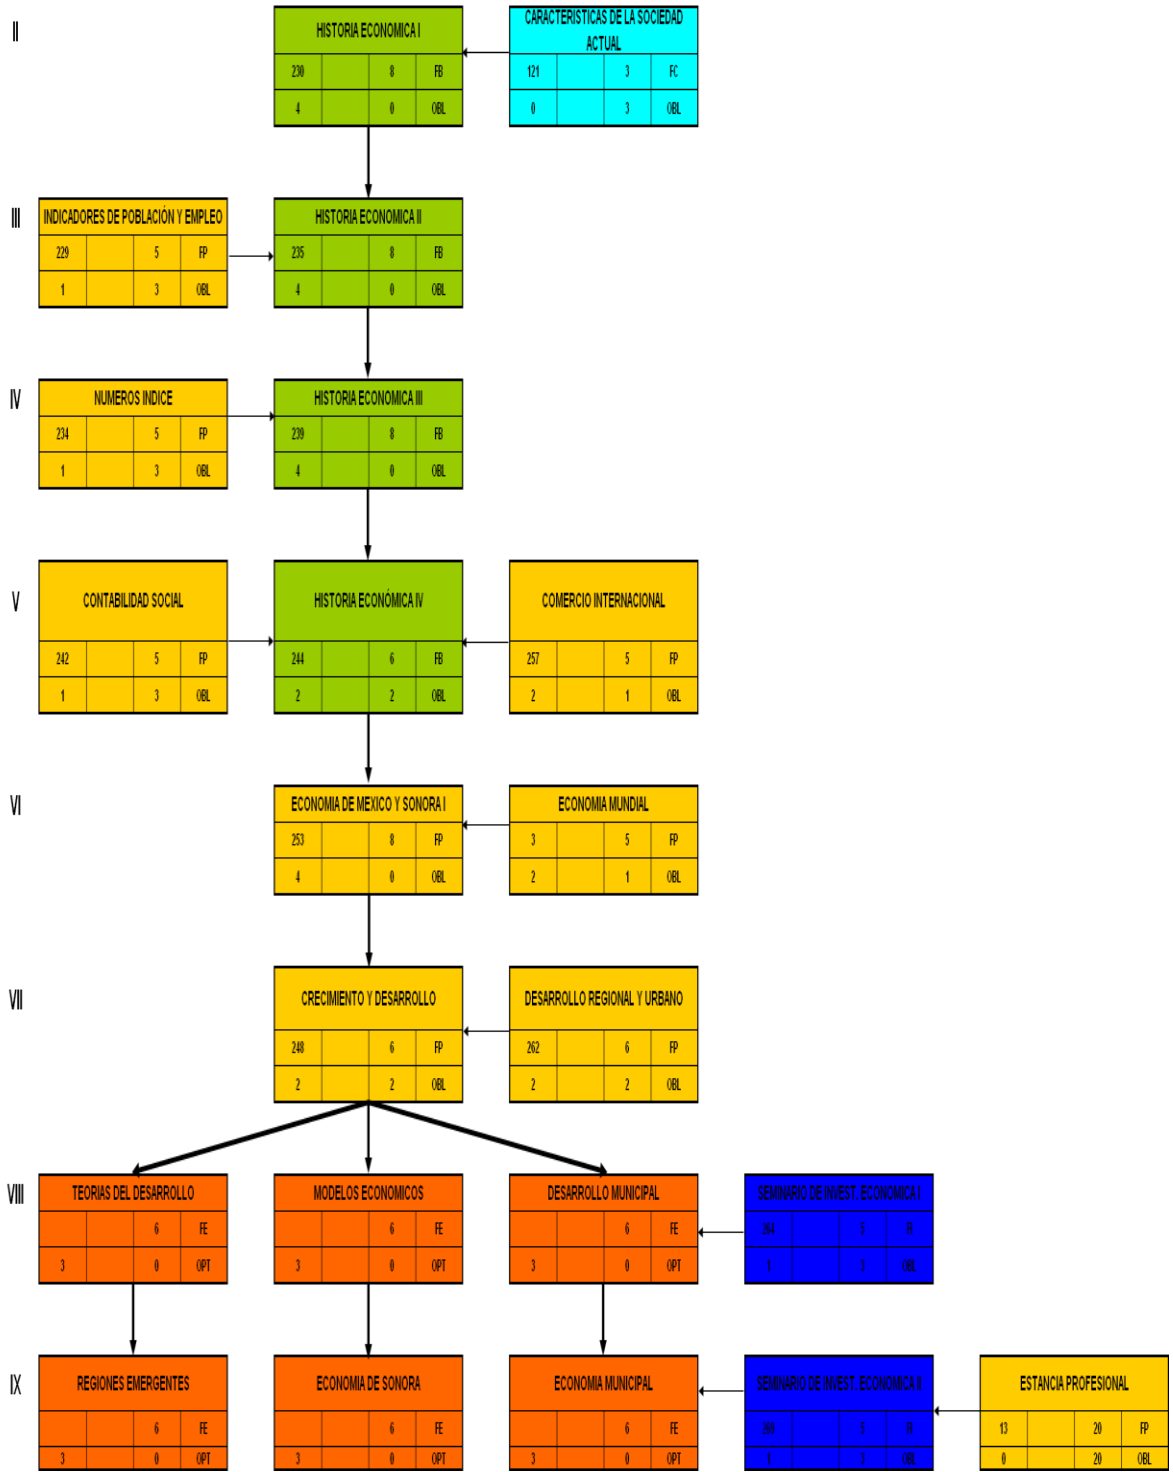 II
HISTORIA ECONOMICA I
230 8 FB
4 0 OBL
CARACTERISTICAS DE LA SOCIEDAD
ACTUAL
121 3 FC
0 3 OBL
III
INDICADORES DE POBLACIÓN Y EMPLEO
229 5 FP
1 3 OBL
HISTORIA ECONOMICA II
235 8 FB
4 0 OBL
IV
NUMEROS INDICE
234 5 FP
1 3 OBL
HISTORIA ECONOMICA III
239 8 FB
4 0 OBL
V
CONTABILIDAD SOCIAL
242 5 FP
1 3 OBL
HISTORIA ECONÓMICA IV
244 6 FB
2 2 OBL
COMERCIO INTERNACIONAL
257 5 FP
2 1 OBL
VI
ECONOMIA DE MEXICO Y SONORA I
253 8 FP
4 0 OBL
ECONOMIA MUNDIAL
3 5 FP
2 1 OBL
VII
CRECIMIENTO Y DESARROLLO
248 6 FP
2 2 OBL
DESARROLLO REGIONAL Y URBANO
262 6 FP
2 2 OBL
VIII
TEORIAS DEL DESARROLLO
6 FE
3 0 OPT
MODELOS ECONOMICOS
6 FE
3 0 OPT
DESARROLLO MUNICIPAL
6 FE
3 0 OPT
SEMINARIO DE INVEST. ECONOMICA I
5
1 3 OBL
IX
REGIONES EMERGENTES
6 FE
3 0 OPT
ECONOMIA DE SONORA
6 FE
3 0 OPT
ECONOMIA MUNICIPAL
6 FE
3 0 OPT
SEMINARIO DE INVEST. ECONOMICA II
5
1 3 OBL
ESTANCIA PROFESIONAL
13 20 FP
0 20 OBL